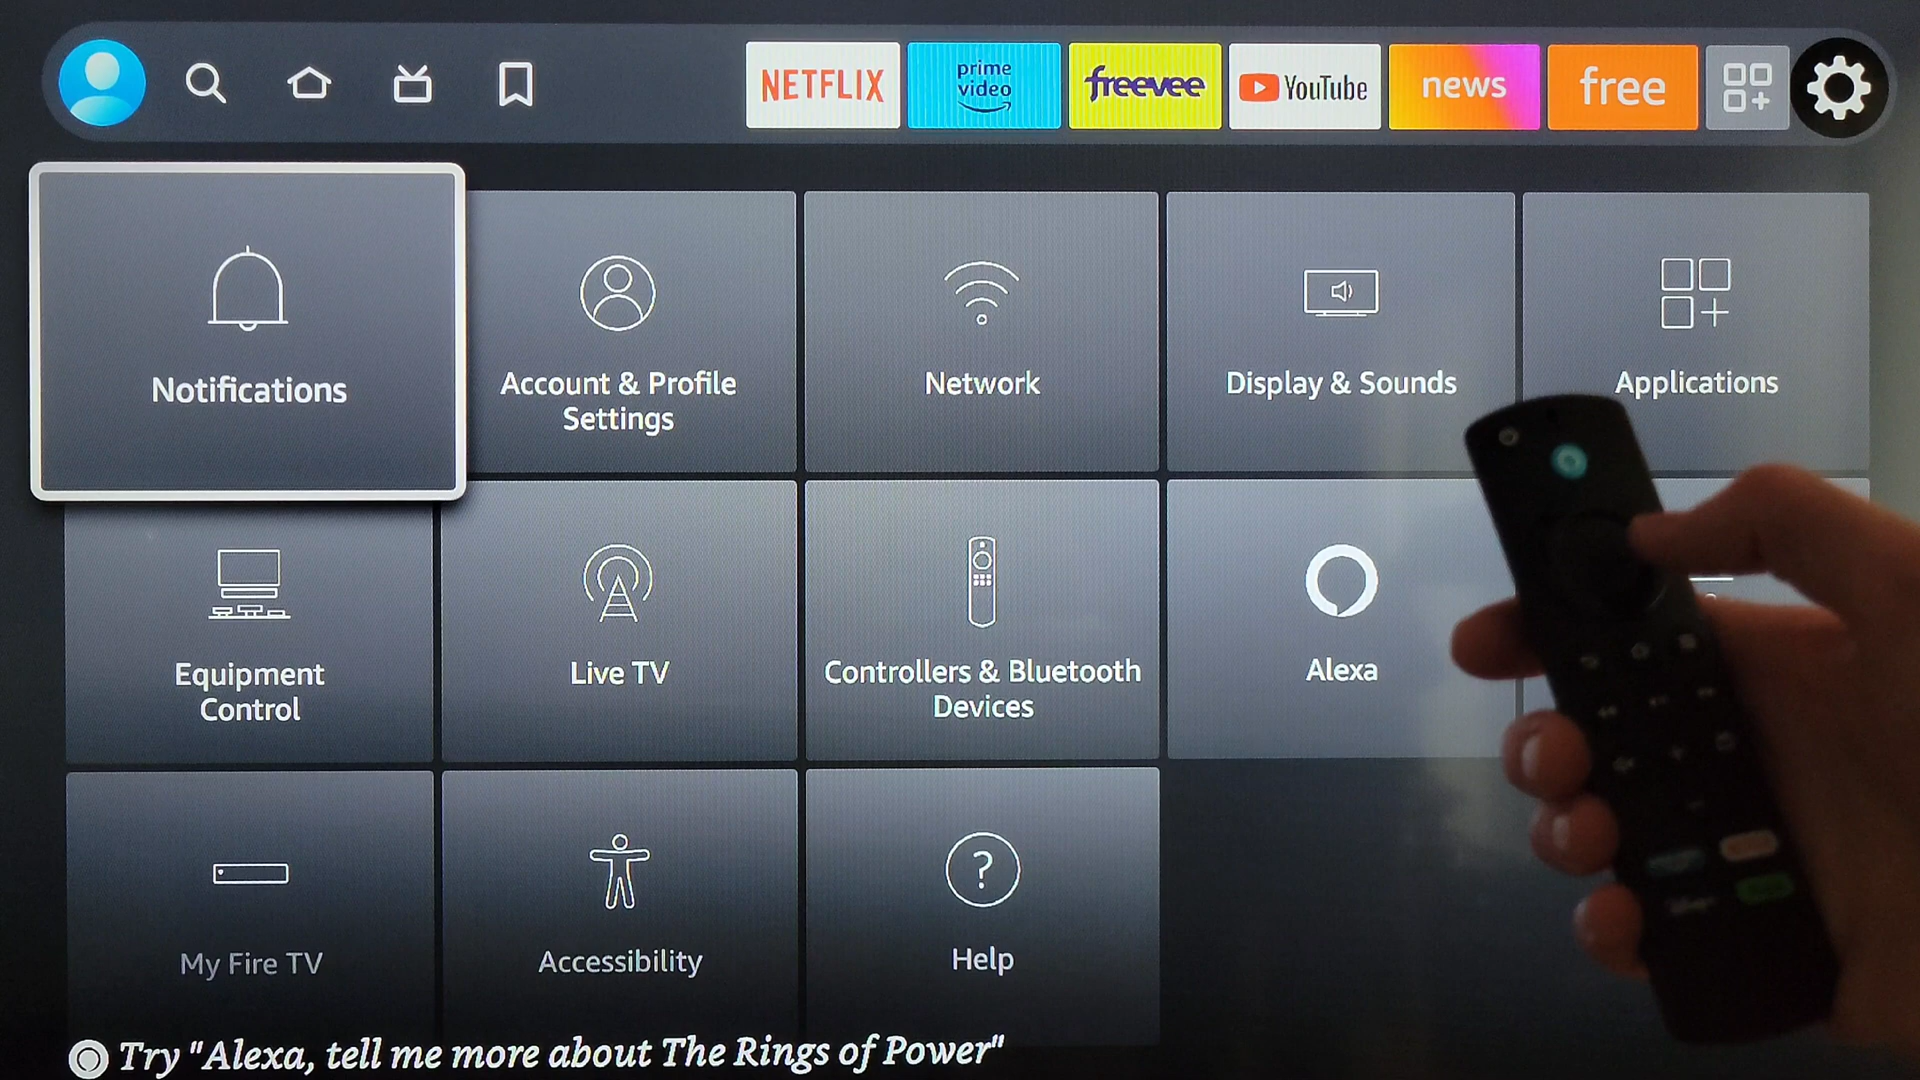 NETFLIX
prime
video
freevee
YouTube
news
free
Notifications
Account & Profile
Settings
Network
Display & Sounds
Applications
Equipment
Control
Live TV
Controllers & Bluetooth
Devices
Alexa
My Fire TV
Accessibility
?
Help
Try "Alexa, tell me more about The Rings of Power"